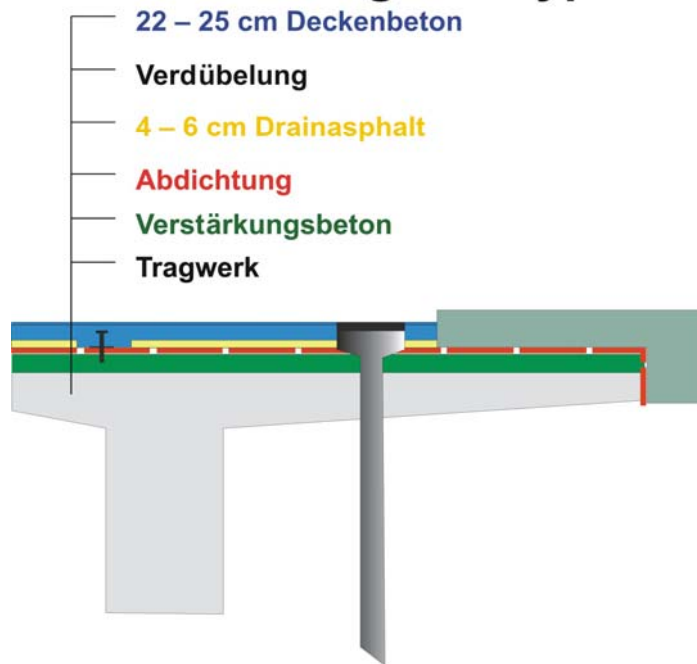 22 – 25 cm Deckenbeton
Verdübelung
4 – 6 cm Drainasphalt
Abdichtung
Verstärkungsbeton
Tragwerk